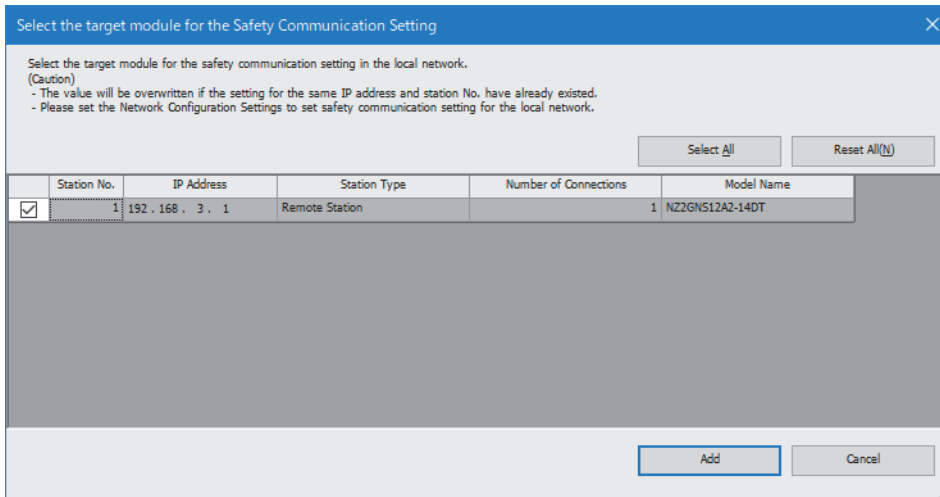 Select the target module for the Safety Communication Setting
Select the target module for the safety communication setting in the local network.
(Caution)
- The value will be overwritten if the setting for the same IP address and station No. have already existed.
- Please set the Network Configuration Settings to set safety communication setting for the local network.
Select All Reset All(N)
Station No. IP Address Station Type Number of Connections Model Name
1 192 . 168 . 3 . 1 Remote Station 1 NZ2GNS12A2-14DT
Add Cancel